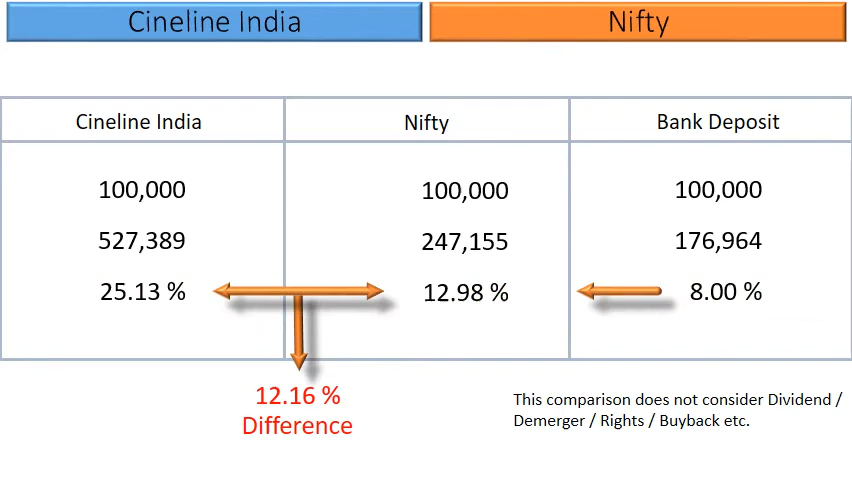 Cineline India
Nifty
Cineline India
Nifty
Bank Deposit
100,000
100,000
100,000
527,389
247,155
176,964
25.13 %
12.98 %
8.00 %
12.16 %
Difference
This comparison does not consider Dividend /
Demerger / Rights / Buyback etc.